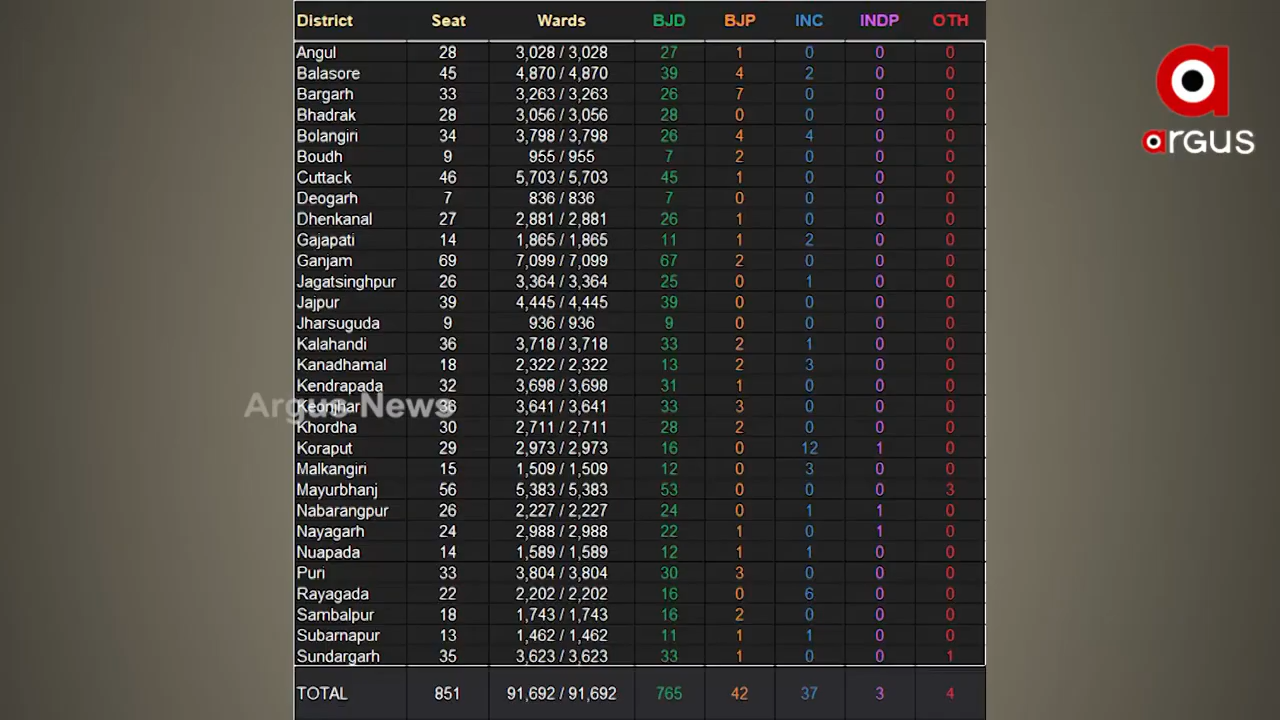 District Seat Wards BJD BJP INC INDP OTH
Angul 28 3,028 / 3,028 27 1 0 0 0
Balasore 45 4,870 / 4,870 39 4 2 0 0
Bargarh 33 3,263 / 3,263 26 7 0 0 0
Bhadrak 28 3,056 / 3,056 28 0 0 0 0
Bolangiri 34 3,798 / 3,798 26 4 4 0 0
Boudh 9 955 / 955 7 2 0 0 0
Cuttack 46 5,703 / 5,703 45 1 0 0 0
Deogarh 7 836 / 836 7 0 0 0 0
Dhenkanal 27 2,881 / 2,881 26 1 0 0 0
Gajapati 14 1,865 / 1,865 11 1 2 0 0
Ganjam 69 7,099 / 7,099 67 2 0 0 0
Jagatsinghpur 26 3,364 / 3,364 25 0 1 0 0
Jajpur 39 4,445 / 4,445 39 0 0 0 0
Jharsuguda 9 936 / 936 9 0 0 0 0
Kalahandi 36 3,718 / 3,718 33 2 1 0 0
Kanadhamal 18 2,322 / 2,322 13 2 3 0 0
Kendrapada 32 3,698 / 3,698 31 1 0 0 0
Keonjhar 36 3,641 / 3,641 33 3 0 0 0
Khordha 30 2,711 / 2,711 28 2 0 0 0
Koraput 29 2,973 / 2,973 16 0 12 1 0
Malkangiri 15 1,509 / 1,509 12 0 3 0 0
Mayurbhanj 56 5,383 / 5,383 53 0 0 0 3
Nabarangpur 26 2,227 / 2,227 24 0 1 1 0
Nayagarh 24 2,988 / 2,988 22 1 0 1 0
Nuapada 14 1,589 / 1,589 12 1 1 0 0
Puri 33 3,804 / 3,804 30 3 0 0 0
Rayagada 22 2,202 / 2,202 16 0 6 0 0
Sambalpur 18 1,743 / 1,743 16 2 0 0 0
Subarnapur 13 1,462 / 1,462 11 1 1 0 0
Sundargarh 35 3,623 / 3,623 33 1 0 0 1
TOTAL 851 91,692 / 91,692 765 42 37 3 4
argus
Argus News